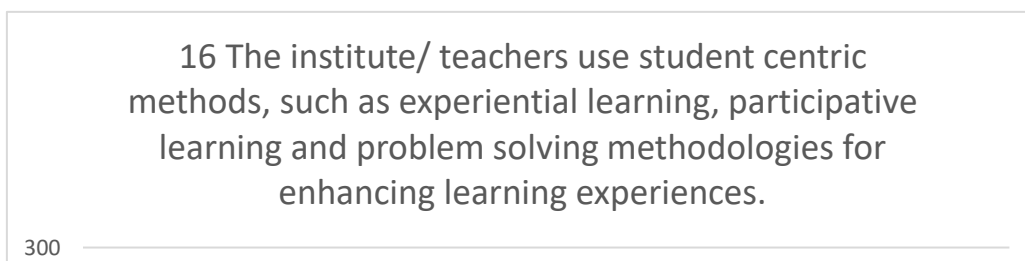 16 The institute/ teachers use student centric
methods, such as experiential learning, participative
learning and problem solving methodologies for
enhancing learning experiences.
300